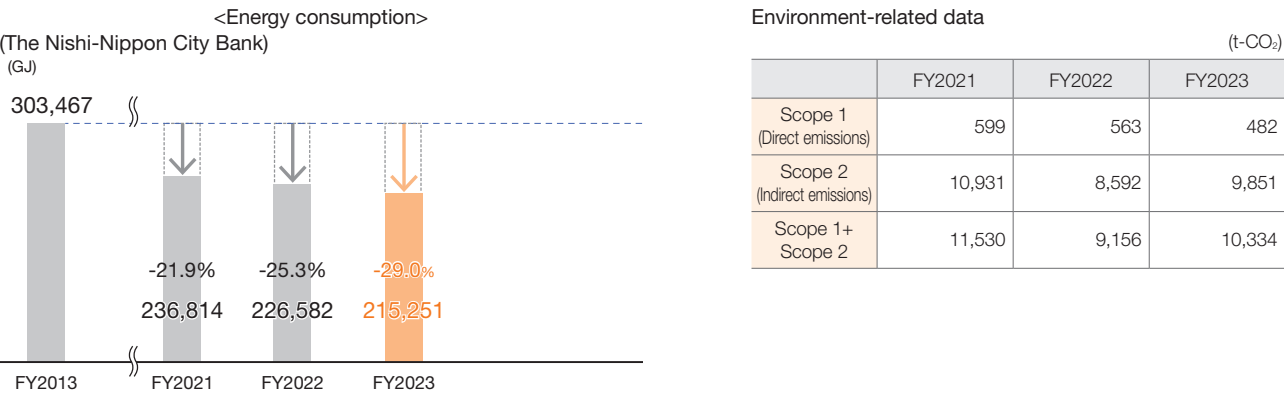 <Energy consumption>
(The Nishi-Nippon City Bank)
(GJ)
303,467
-21.9%
-25.3%
-29.0%
236,814
226,582
215,251
FY2013
FY2021
FY2022
FY2023
Environment-related data
(t-CO₂)
FY2021 FY2022 FY2023
Scope 1
(Direct emissions)
599 563 482
Scope 2
(Indirect emissions)
10,931 8,592 9,851
Scope 1+
Scope 2
11,530 9,156 10,334